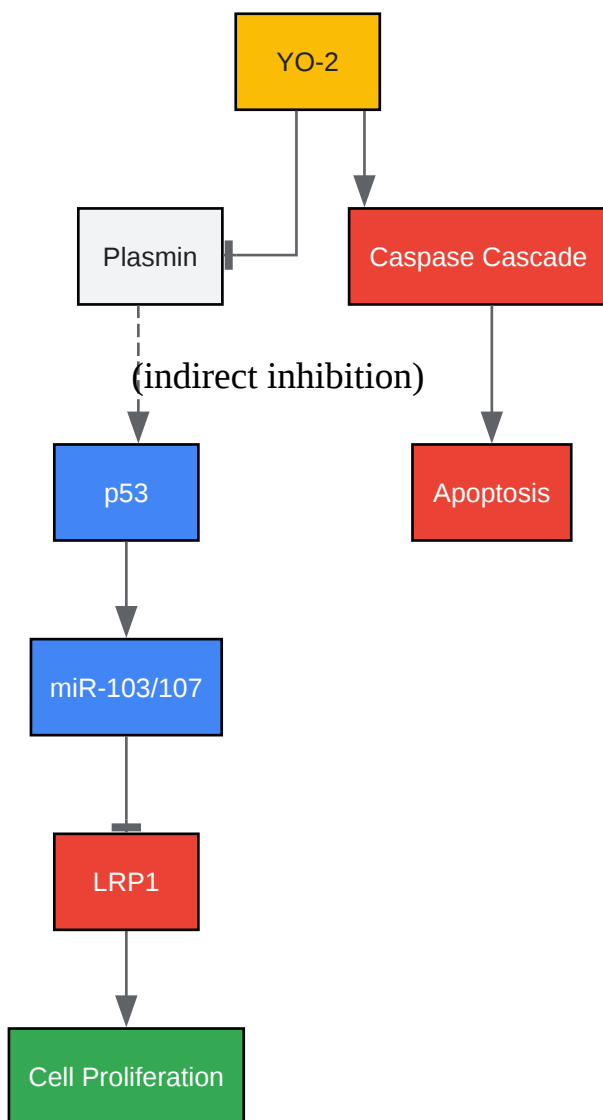 YO-2
Plasmin
Caspase Cascade
(indirect inhibition)
p53
Apoptosis
miR-103/107
LRP1
Cell Proliferation